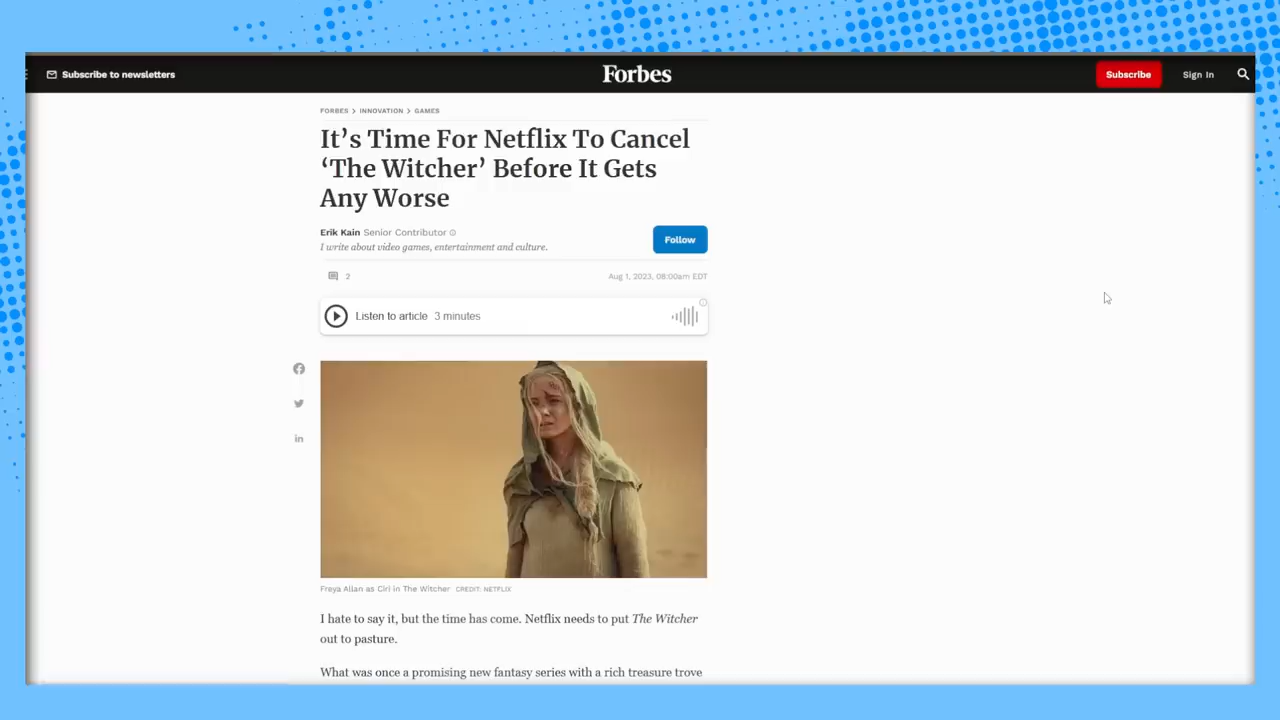 Subscribe to newsletters
Forbes
Subscribe
Sign In
FORBES > INNOVATION > GAMES
It’s Time For Netflix To Cancel
‘The Witcher’ Before It Gets
Any Worse
Erik Kain Senior Contributor
I write about video games, entertainment and culture.
Follow
2
Aug 1, 2023, 08:00am EDT
Listen to article 3 minutes
Freya Allan as Ciri in The Witcher CREDIT: NETFLIX
I hate to say it, but the time has come. Netflix needs to put The Witcher
out to pasture.
What was once a promising new fantasy series with a rich treasure trove